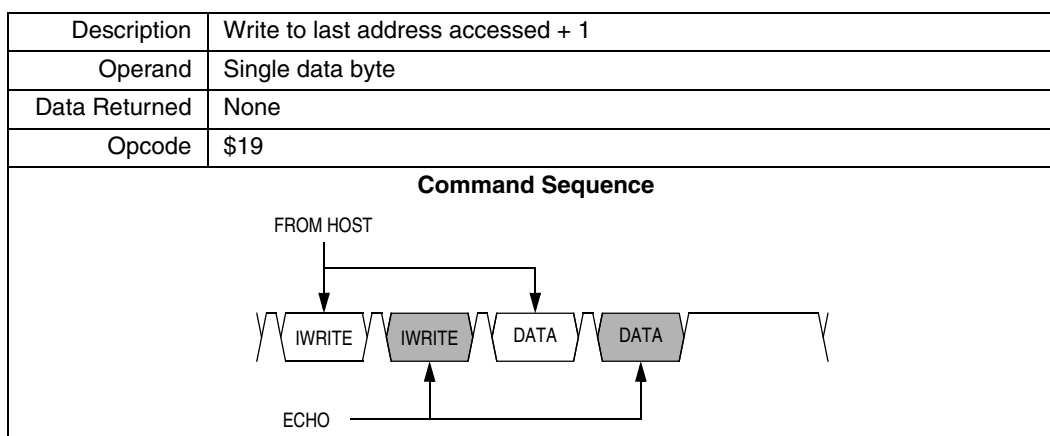 Description Write to last address accessed + 1
Operand Single data byte
Data Returned None
Opcode $19
Command Sequence
FROM HOST
IWRITE IWRITE DATA DATA
ECHO